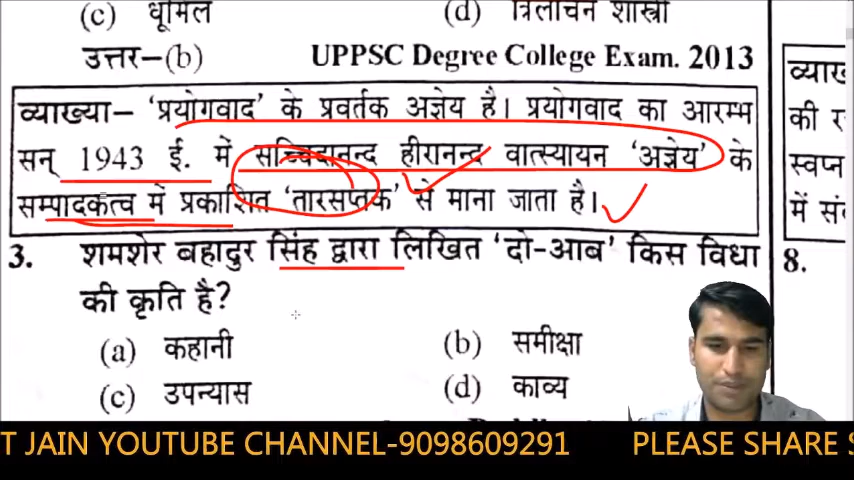 (c) धूमिल (d) त्रिलोचन शास्त्री
उत्तर–(b) UPPSC Degree College Exam. 2013
व्याख्या– 'प्रयोगवाद' के प्रवर्तक अज्ञेय है। प्रयोगवाद का आरम्भ
सन् 1943 ई. में सच्चिदानन्द हीरानन्द वात्स्यायन 'अज्ञेय' के
सम्पादकत्व में प्रकाशित 'तारसप्तक' से माना जाता है।
3. शमशेर बहादुर सिंह द्वारा लिखित 'दो-आब' किस विधा
की कृति है?
(a) कहानी (b) समीक्षा
(c) उपन्यास (d) काव्य
की
में
8.
T JAIN YOUTUBE CHANNEL-9098609291 PLEASE SHARE